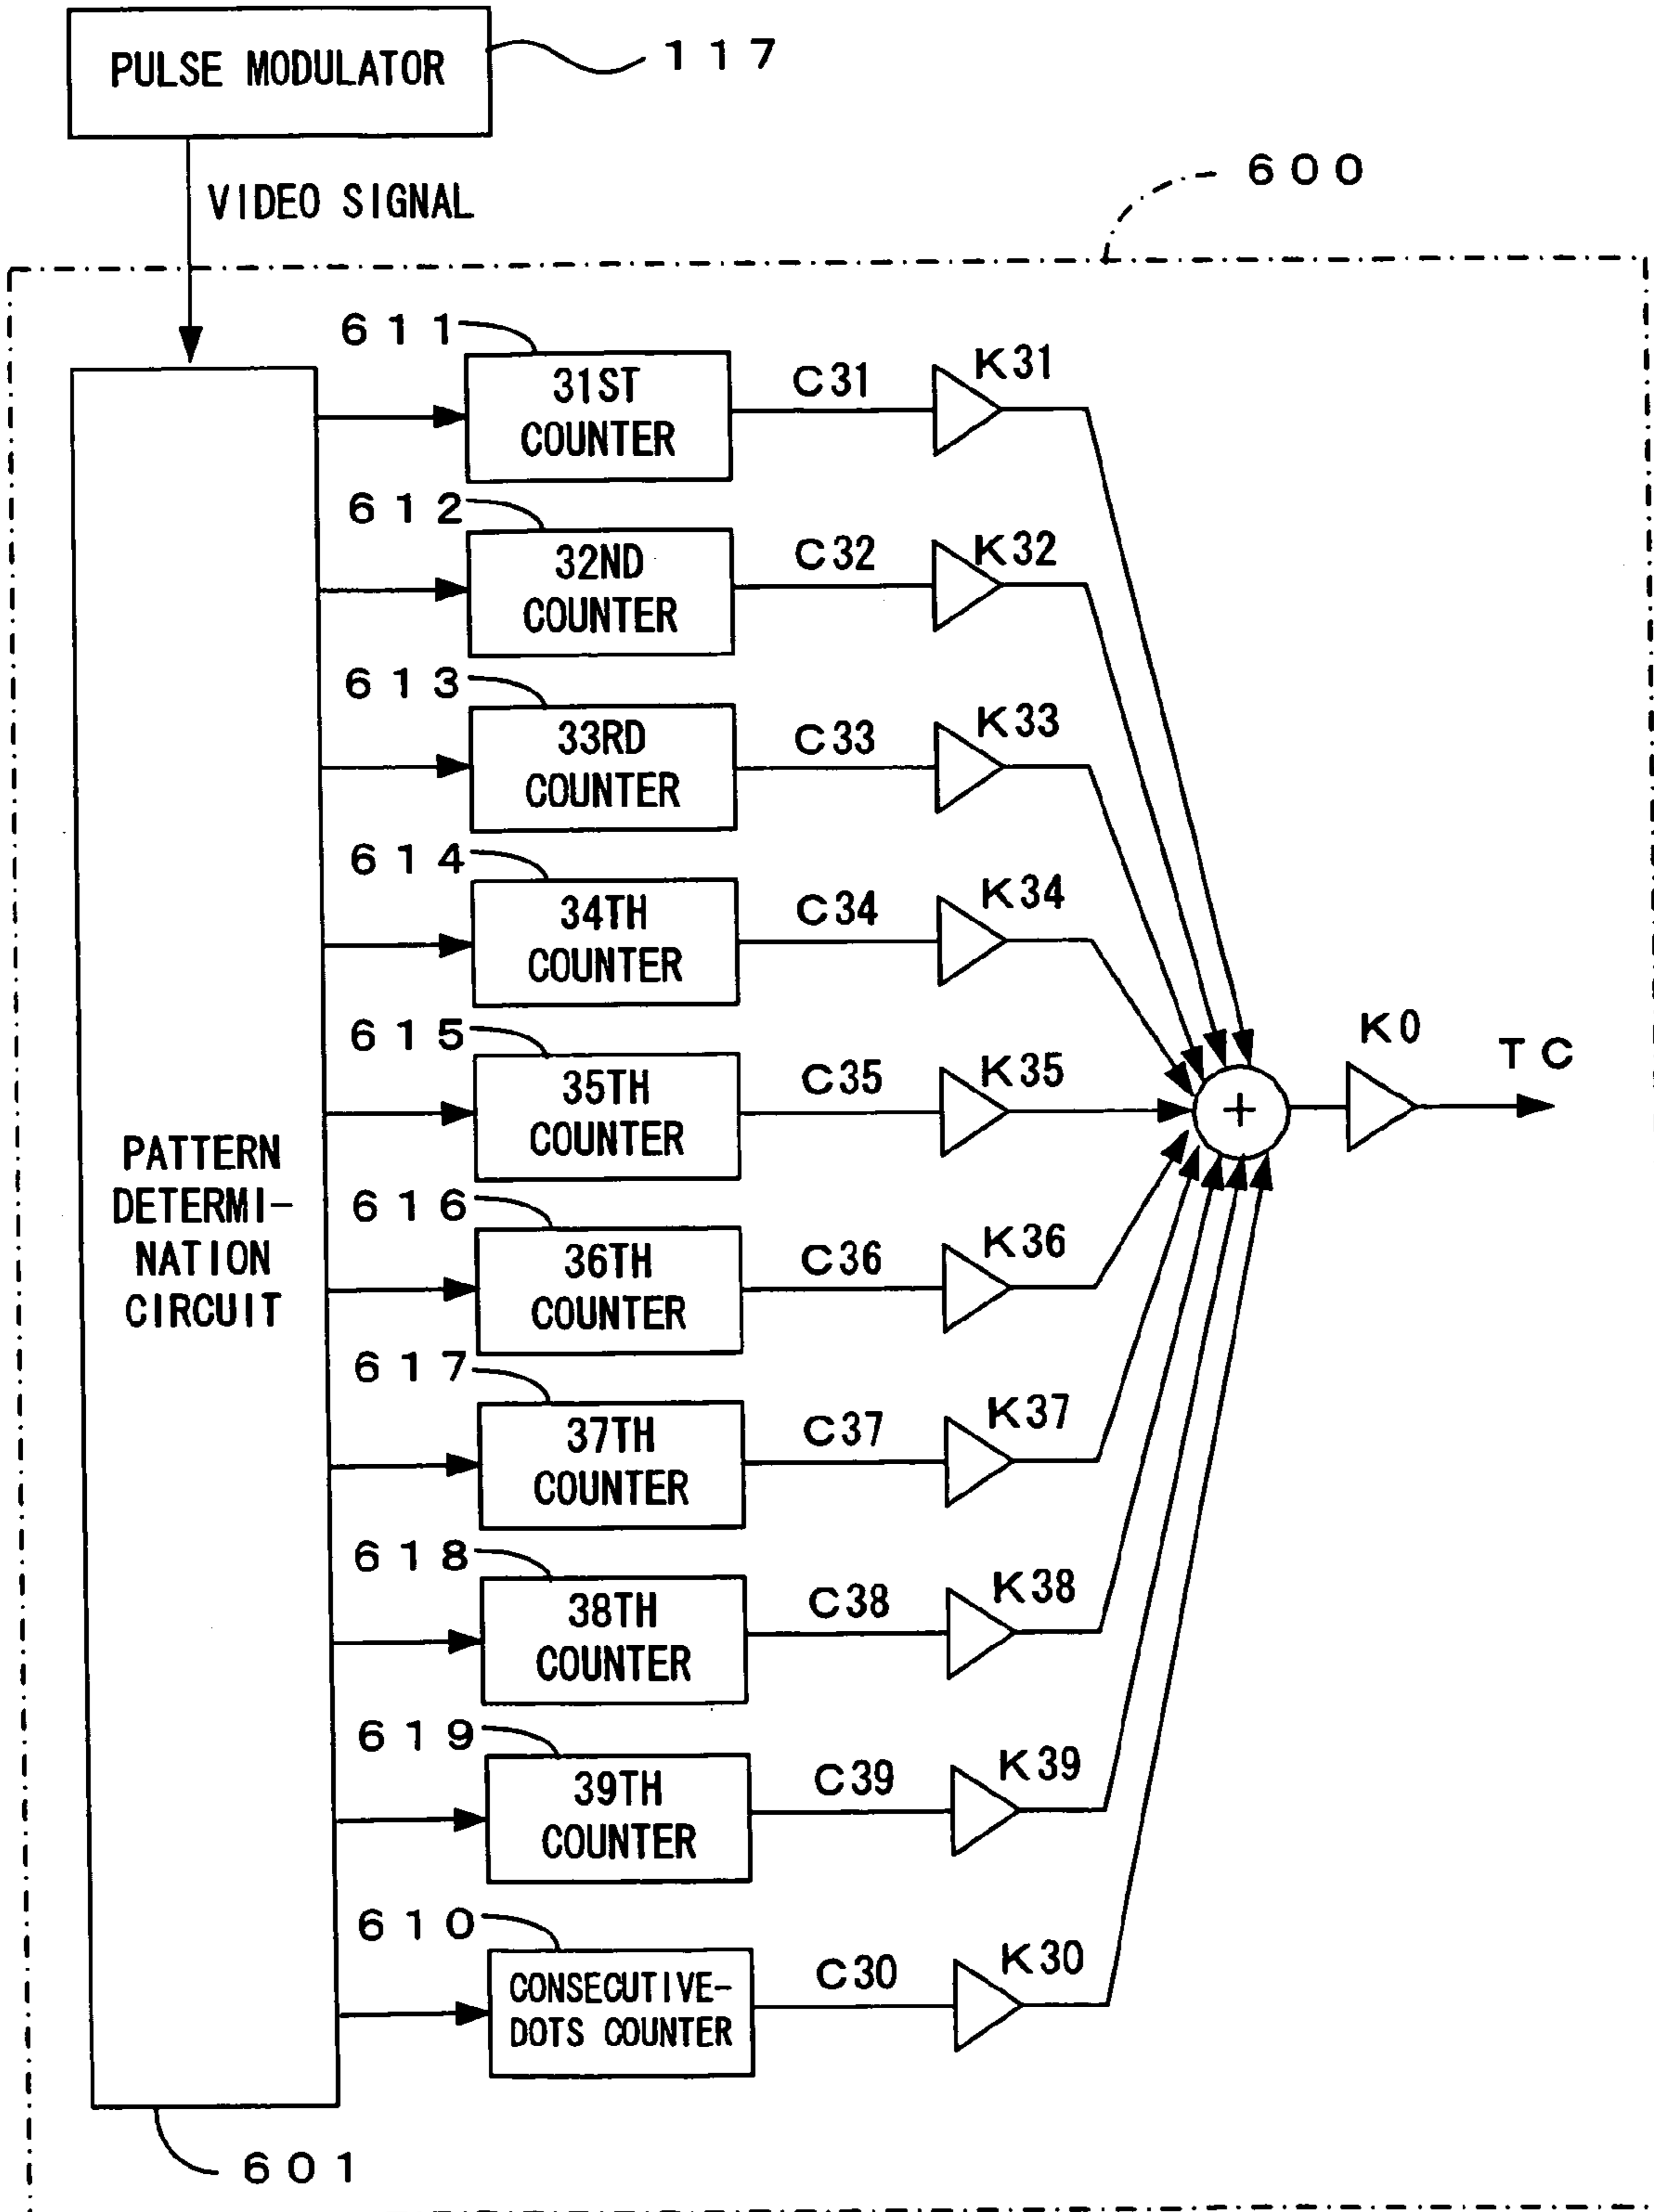 PULSE MODULATOR
117
VIDEO SIGNAL
600
611
31ST
COUNTER
C31
K31
612
32ND
COUNTER
C32
K32
613
33RD
COUNTER
C33
K33
614
34TH
COUNTER
C34
K34
615
35TH
COUNTER
C35
K35
+
K0
TC
PATTERN
DETERMI-
NATION
CIRCUIT
616
36TH
COUNTER
C36
K36
617
37TH
COUNTER
C37
K37
618
38TH
COUNTER
C38
K38
619
39TH
COUNTER
C39
K39
610
CONSECUTIVE-
DOTS COUNTER
C30
K30
601